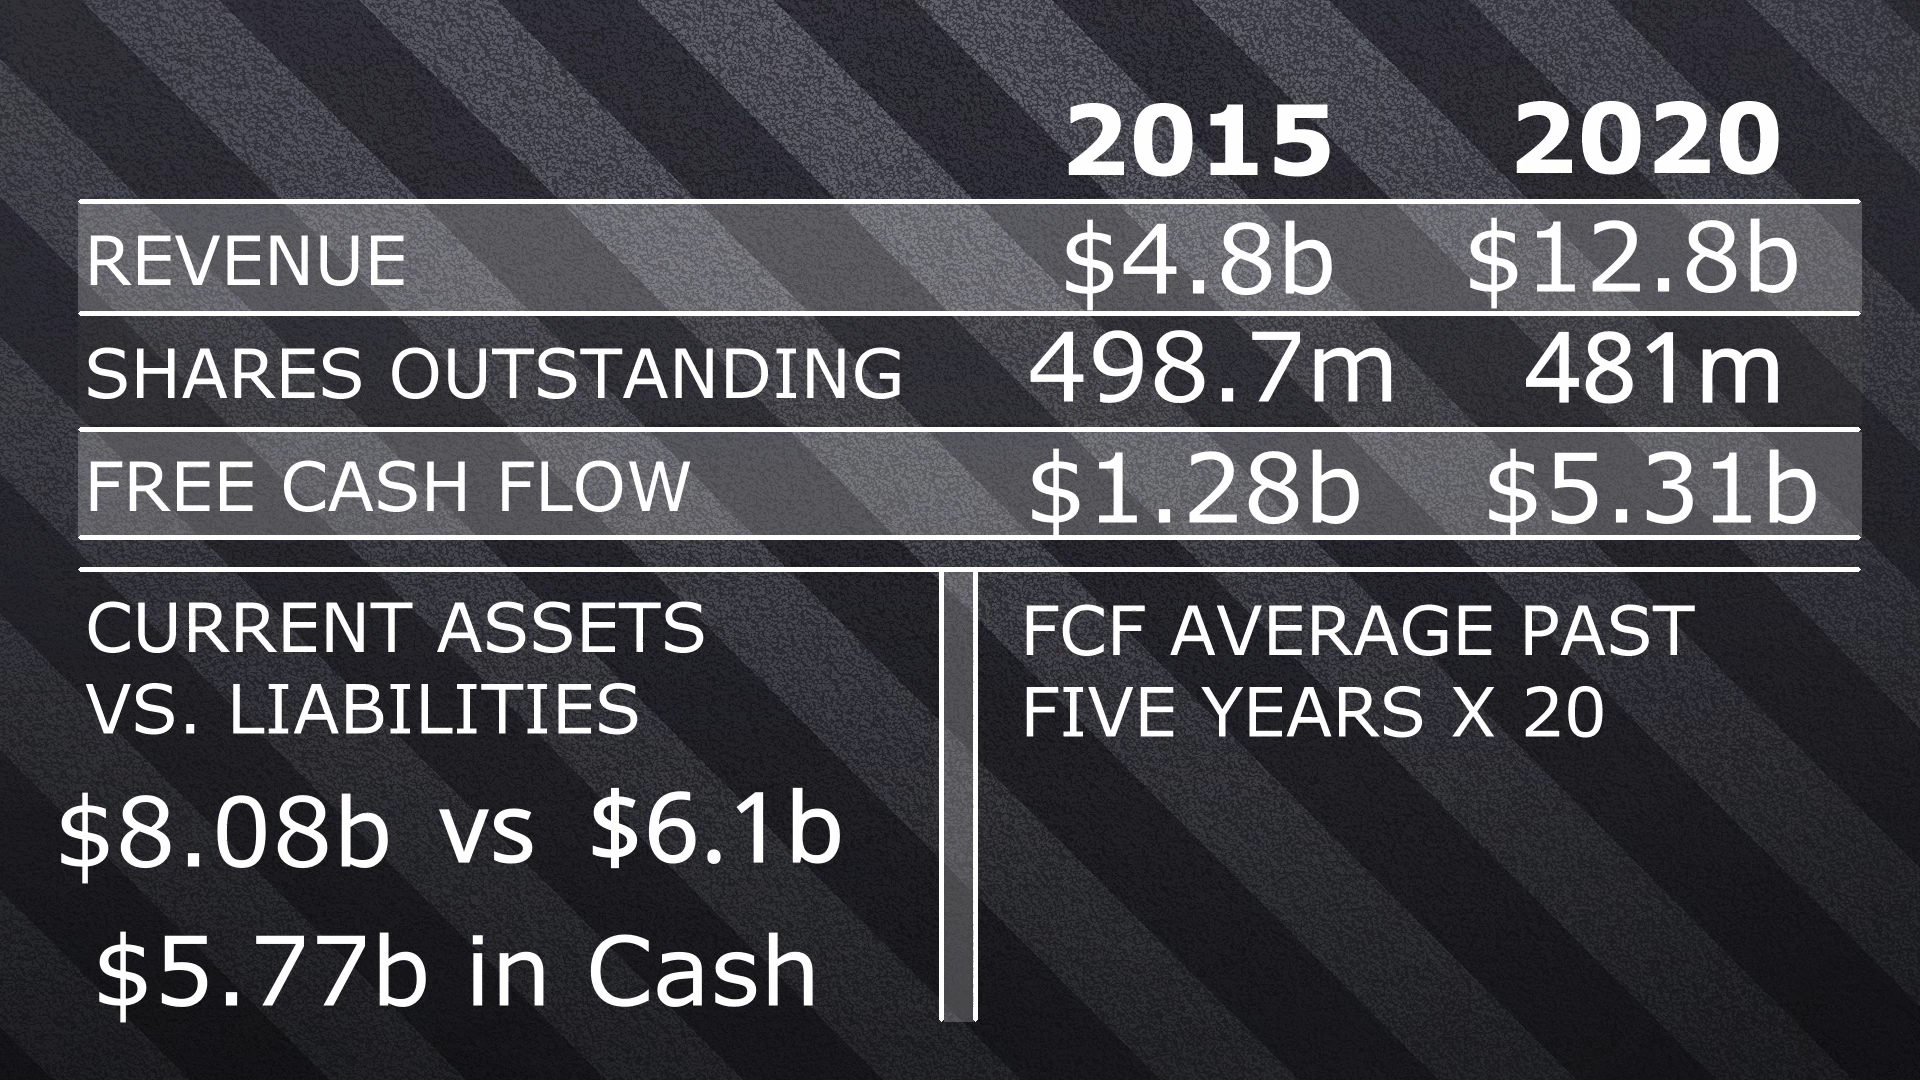 2015 2020
REVENUE $4.8b $12.8b
SHARES OUTSTANDING 498.7m 481m
FREE CASH FLOW $1.28b $5.31b
CURRENT ASSETS
VS. LIABILITIES
$8.08b vs $6.1b
$5.77b in Cash
FCF AVERAGE PAST
FIVE YEARS X 20